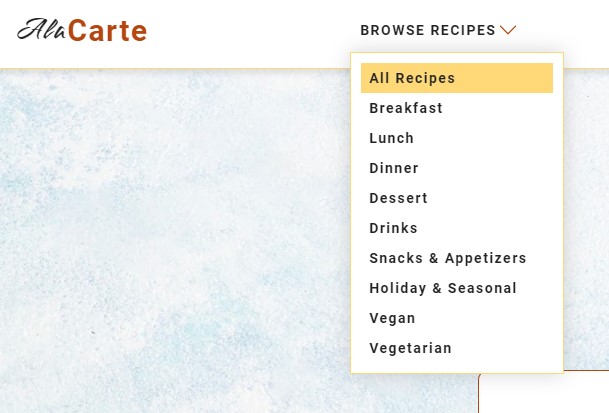 AlaCarte
BROWSE RECIPES
All Recipes
Breakfast
Lunch
Dinner
Dessert
Drinks
Snacks & Appetizers
Holiday & Seasonal
Vegan
Vegetarian